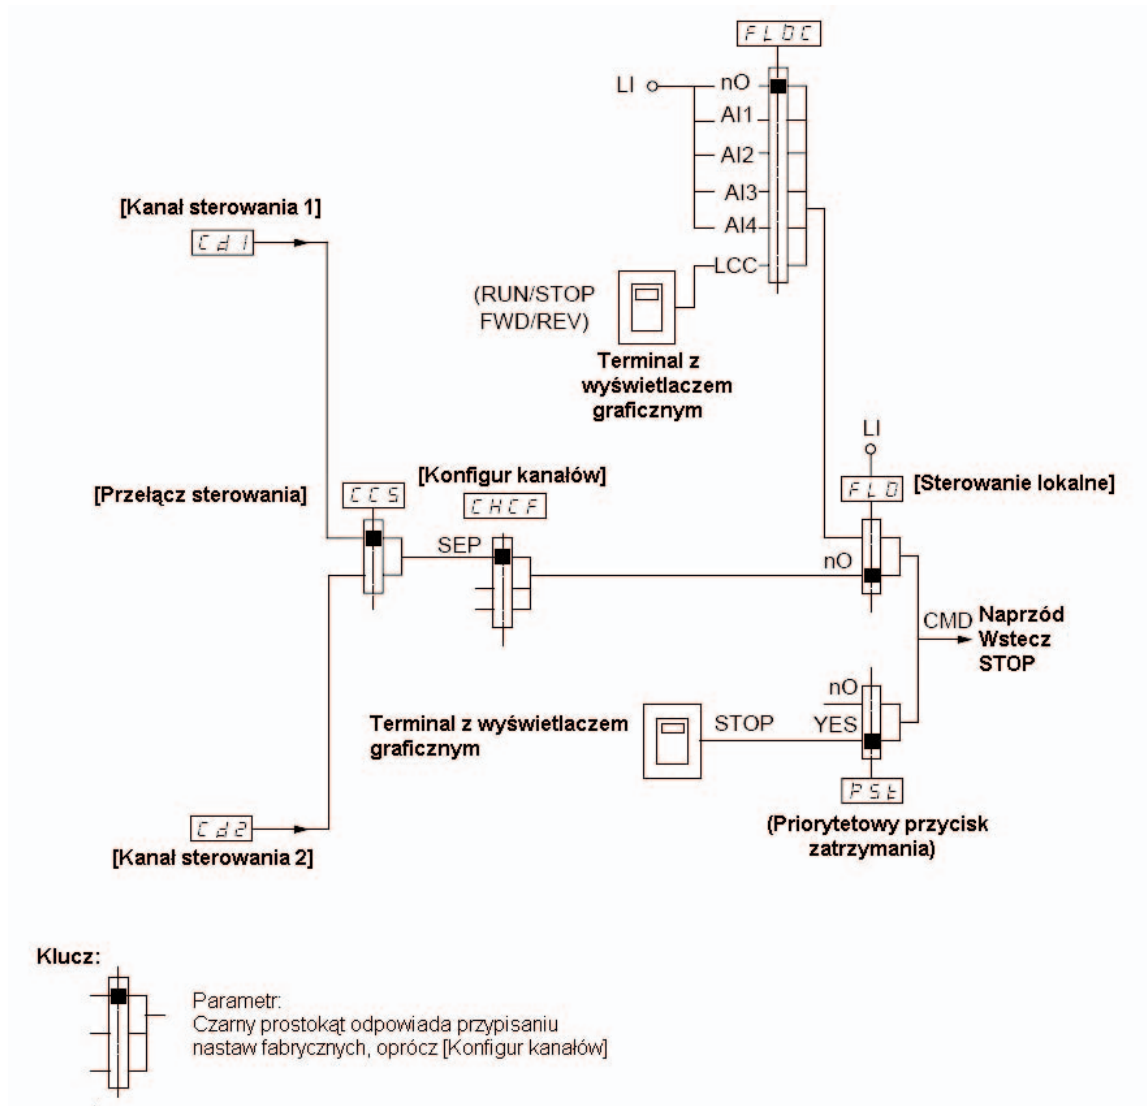 FLOC
LI
nO
AI1
AI2
AI3
AI4
LCC
[Kanał sterowania 1]
Cd1
(RUN/STOP
FWD/REV)
Terminal z
wyświetlaczem
graficznym
LI
[Przełącz sterowania]
CCS
[Konfigur kanałów]
CHCF
FLO
[Sterowanie lokalne]
SEP
nO
CMD
Naprzód
Wstecz
STOP
nO
Terminal z wyświetlaczem
graficznym
STOP
YES
PSt
(Priorytetowy przycisk
zatrzymania)
Cd2
[Kanał sterowania 2]
Klucz:
Parametr:
Czarny prostokąt odpowiada przypisaniu
nastaw fabrycznych, oprócz [Konfigur kanałów]